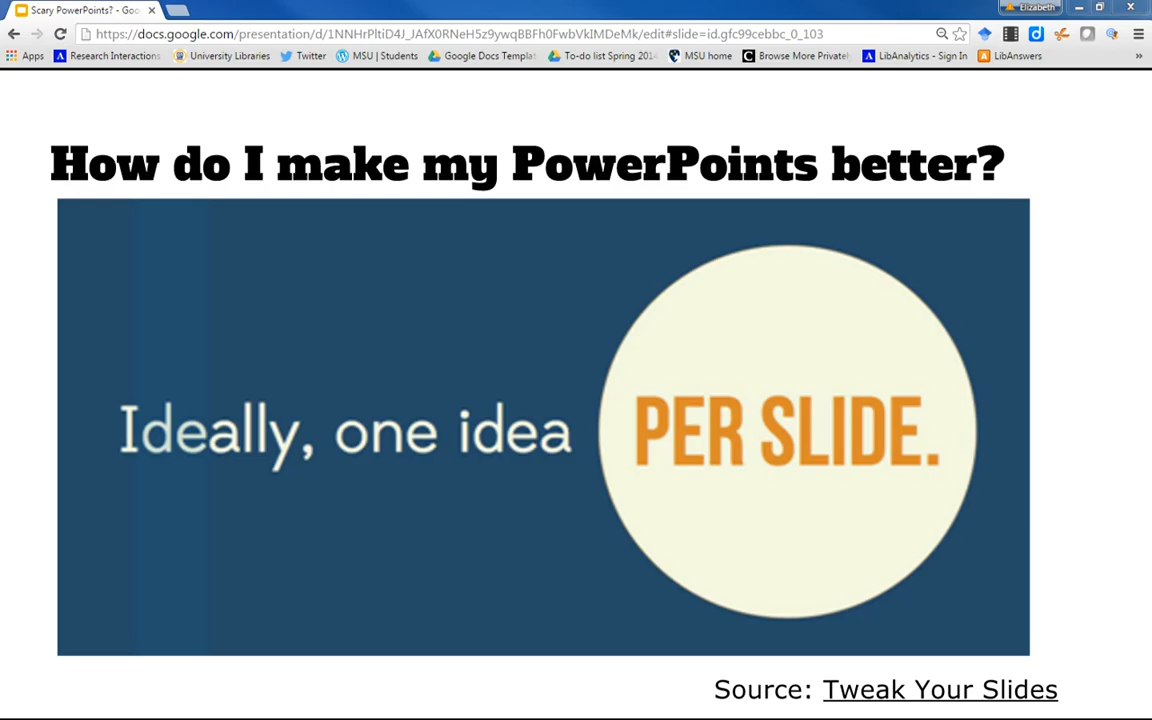 Scary PowerPoints? - Goo
Elizabeth
https://docs.google.com/presentation/d/1NNHrPltiD4J_JAfX0RNeH5z9ywqBBFh0FwbVkIMDeMk/edit#slide=id.gfc99cebbc_0_103
Apps Research Interactions University Libraries Twitter MSU | Students Google Docs Templat To-do list Spring 2014 MSU home Browse More Privatel LibAnalytics - Sign In LibAnswers »
How do I make my PowerPoints better?
Ideally, one idea PER SLIDE.
Source: Tweak Your Slides